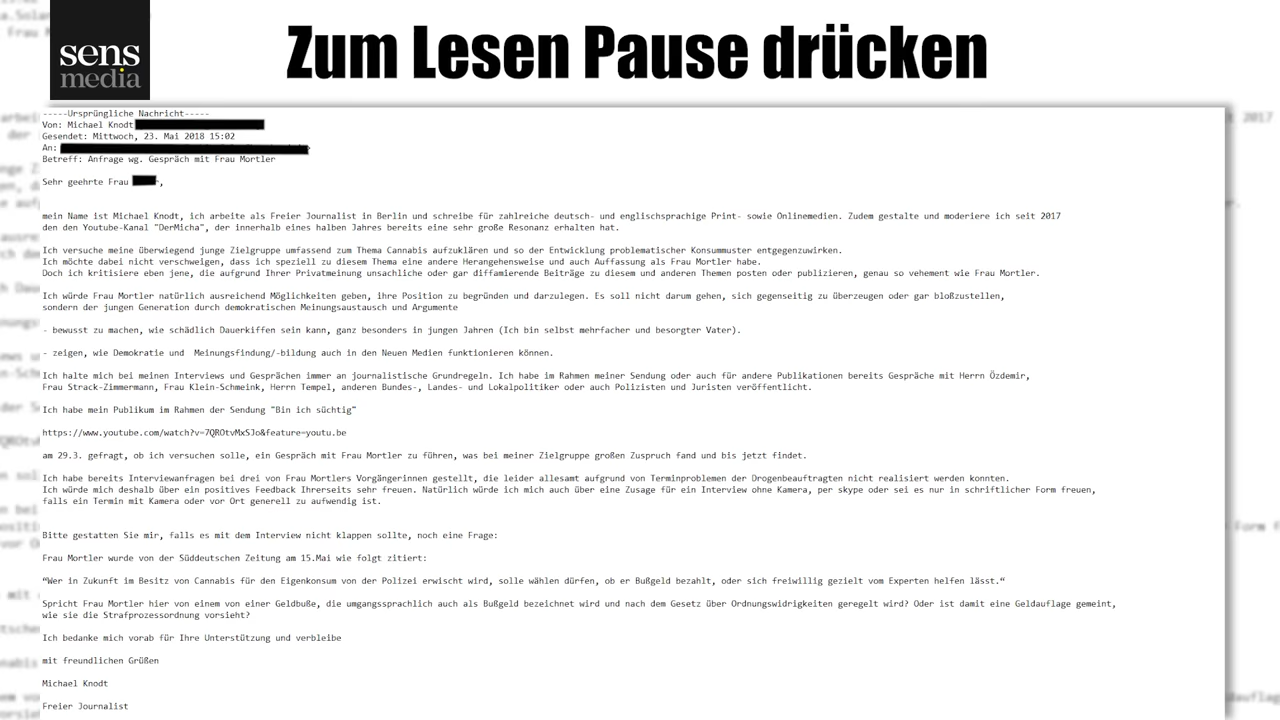 sens
media
Zum Lesen Pause drücken
-----Ursprüngliche Nachricht-----
Von: Michael Knodt
Gesendet: Mittwoch, 23. Mai 2018 15:02
An:
Betreff: Anfrage wg. Gespräch mit Frau Mortler
Sehr geehrte Frau r,
mein Name ist Michael Knodt, ich arbeite als Freier Journalist in Berlin und schreibe für zahlreiche deutsch- und englischsprachige Print- sowie Onlinemedien. Zudem gestalte und moderiere ich seit 2017
den den Youtube-Kanal "DerMicha", der innerhalb eines halben Jahres bereits eine sehr große Resonanz erhalten hat.
Ich versuche meine überwiegend junge Zielgruppe umfassend zum Thema Cannabis aufzuklären und so der Entwicklung problematischer Konsummuster entgegenzuwirken.
Ich möchte dabei nicht verschweigen, dass ich speziell zu diesem Thema eine andere Herangehensweise und auch Auffassung als Frau Mortler habe.
Doch ich kritisiere eben jene, die aufgrund Ihrer Privatmeinung unsachliche oder gar diffamierende Beiträge zu diesem und anderen Themen posten oder publizieren, genau so vehement wie Frau Mortler.
Ich würde Frau Mortler natürlich ausreichend Möglichkeiten geben, ihre Position zu begründen und darzulegen. Es soll nicht darum gehen, sich gegenseitig zu überzeugen oder gar bloßzustellen,
sondern der jungen Generation durch demokratischen Meinungsaustausch und Argumente
- bewusst zu machen, wie schädlich Dauerkiffen sein kann, ganz besonders in jungen Jahren (Ich bin selbst mehrfacher und besorgter Vater).
- zeigen, wie Demokratie und  Meinungsfindung/-bildung auch in den Neuen Medien funktionieren können.
Ich halte mich bei meinen Interviews und Gesprächen immer an journalistische Grundregeln. Ich habe im Rahmen meiner Sendung oder auch für andere Publikationen bereits Gespräche mit Herrn Özdemir,
Frau Strack-Zimmermann, Frau Klein-Schmeink, Herrn Tempel, anderen Bundes-, Landes- und Lokalpolitiker oder auch Polizisten und Juristen veröffentlicht.
Ich habe mein Publikum im Rahmen der Sendung "Bin ich süchtig"
https://www.youtube.com/watch?v=7QROtvMxSJo&feature=youtu.be
am 29.3. gefragt, ob ich versuchen solle, ein Gespräch mit Frau Mortler zu führen, was bei meiner Zielgruppe großen Zuspruch fand und bis jetzt findet.
Ich habe bereits Interviewanfragen bei drei von Frau Mortlers Vorgängerinnen gestellt, die leider allesamt aufgrund von Terminproblemen der Drogenbeauftragten nicht realisiert werden konnten.
Ich würde mich deshalb über ein positives Feedback Ihrerseits sehr freuen. Natürlich würde ich mich auch über eine Zusage für ein Interview ohne Kamera, per skype oder sei es nur in schriftlicher Form freuen,
falls ein Termin mit Kamera oder vor Ort generell zu aufwendig ist.
Bitte gestatten Sie mir, falls es mit dem Interview nicht klappen sollte, noch eine Frage:
Frau Mortler wurde von der Süddeutschen Zeitung am 15.Mai wie folgt zitiert:
“Wer in Zukunft im Besitz von Cannabis für den Eigenkonsum von der Polizei erwischt wird, solle wählen dürfen, ob er Bußgeld bezahlt, oder sich freiwillig gezielt vom Experten helfen lässt.“
Spricht Frau Mortler hier von einem von einer Geldbuße, die umgangssprachlich auch als Bußgeld bezeichnet wird und nach dem Gesetz über Ordnungswidrigkeiten geregelt wird? Oder ist damit eine Geldauflage gemeint,
wie sie die Strafprozessordnung vorsieht?
Ich bedanke mich vorab für Ihre Unterstützung und verbleibe
mit freundlichen Grüßen
Michael Knodt
Freier Journalist